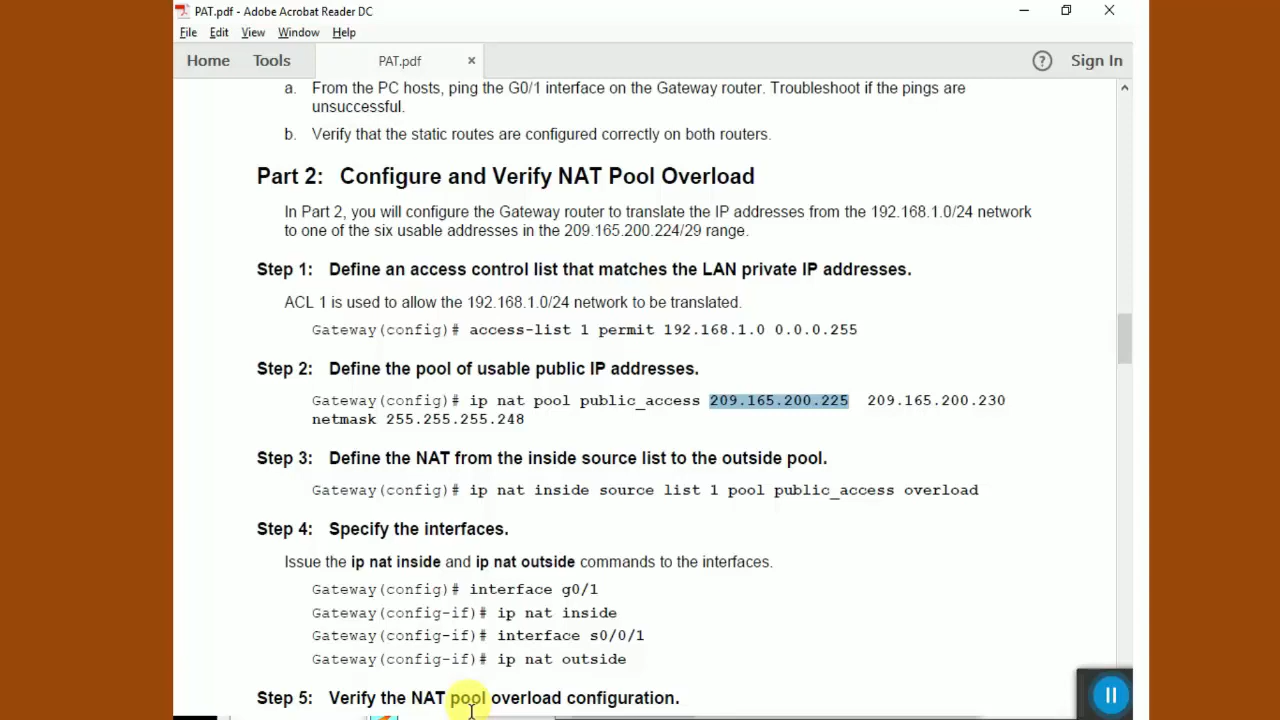 PAT.pdf - Adobe Acrobat Reader DC
File Edit View Window Help
Home Tools PAT.pdf × ? Sign In
a. From the PC hosts, ping the G0/1 interface on the Gateway router. Troubleshoot if the pings are
unsuccessful.
b. Verify that the static routes are configured correctly on both routers.
Part 2: Configure and Verify NAT Pool Overload
In Part 2, you will configure the Gateway router to translate the IP addresses from the 192.168.1.0/24 network
to one of the six usable addresses in the 209.165.200.224/29 range.
Step 1: Define an access control list that matches the LAN private IP addresses.
ACL 1 is used to allow the 192.168.1.0/24 network to be translated.
Gateway(config)# access-list 1 permit 192.168.1.0 0.0.0.255
Step 2: Define the pool of usable public IP addresses.
Gateway(config)# ip nat pool public_access 209.165.200.225 209.165.200.230
netmask 255.255.255.248
Step 3: Define the NAT from the inside source list to the outside pool.
Gateway(config)# ip nat inside source list 1 pool public_access overload
Step 4: Specify the interfaces.
Issue the ip nat inside and ip nat outside commands to the interfaces.
Gateway(config)# interface g0/1
Gateway(config-if)# ip nat inside
Gateway(config-if)# interface s0/0/1
Gateway(config-if)# ip nat outside
Step 5: Verify the NAT pool overload configuration.